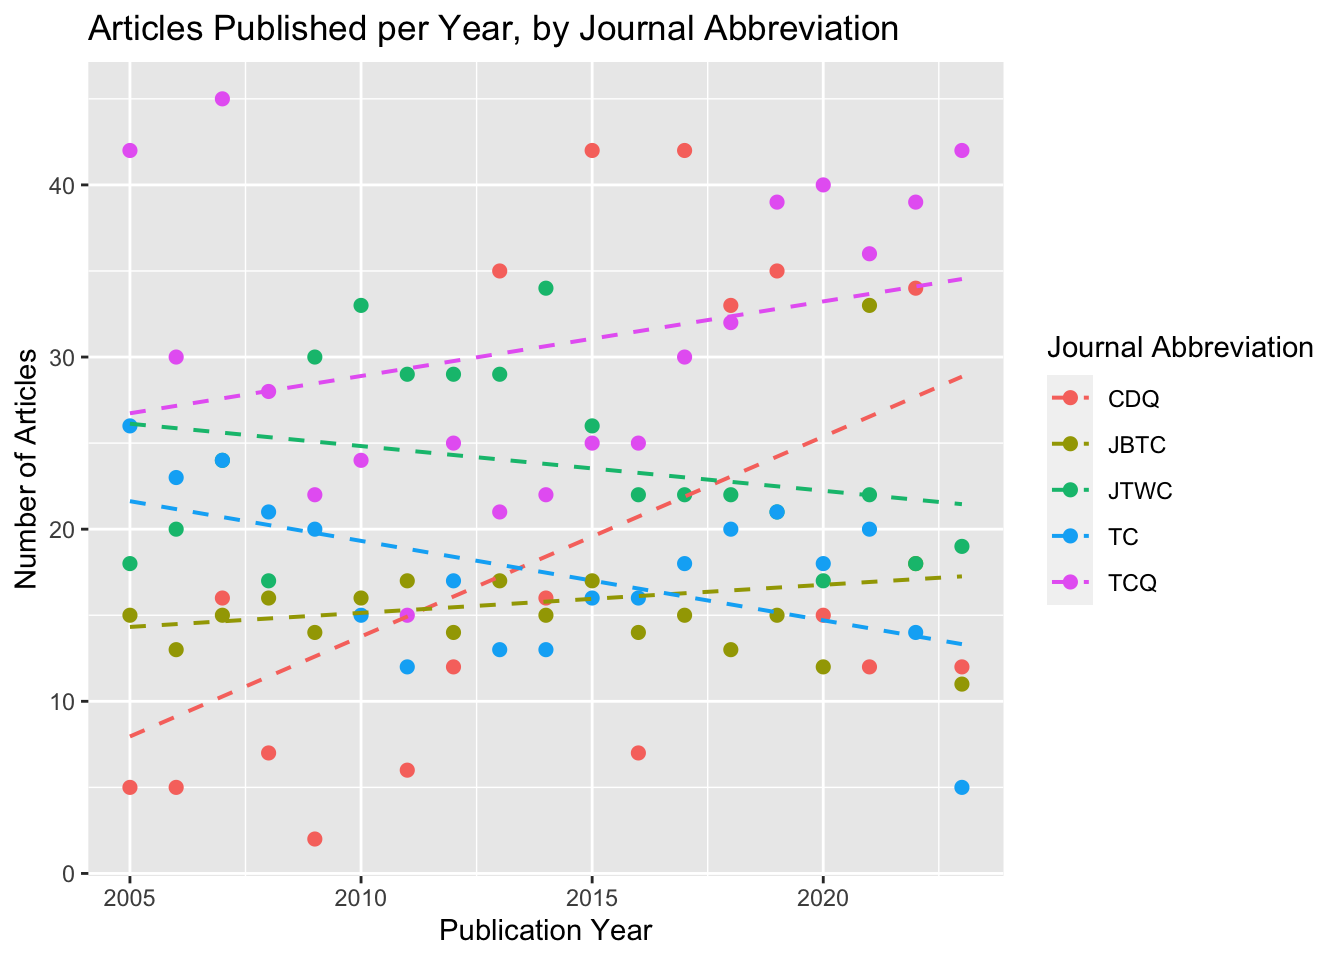 Articles Published per Year, by Journal Abbreviation
Number of Articles
40
30
20
10
0
2005 2010 2015 2020
Publication Year
Journal Abbreviation
CDQ
JBTC
JTWC
TC
TCQ